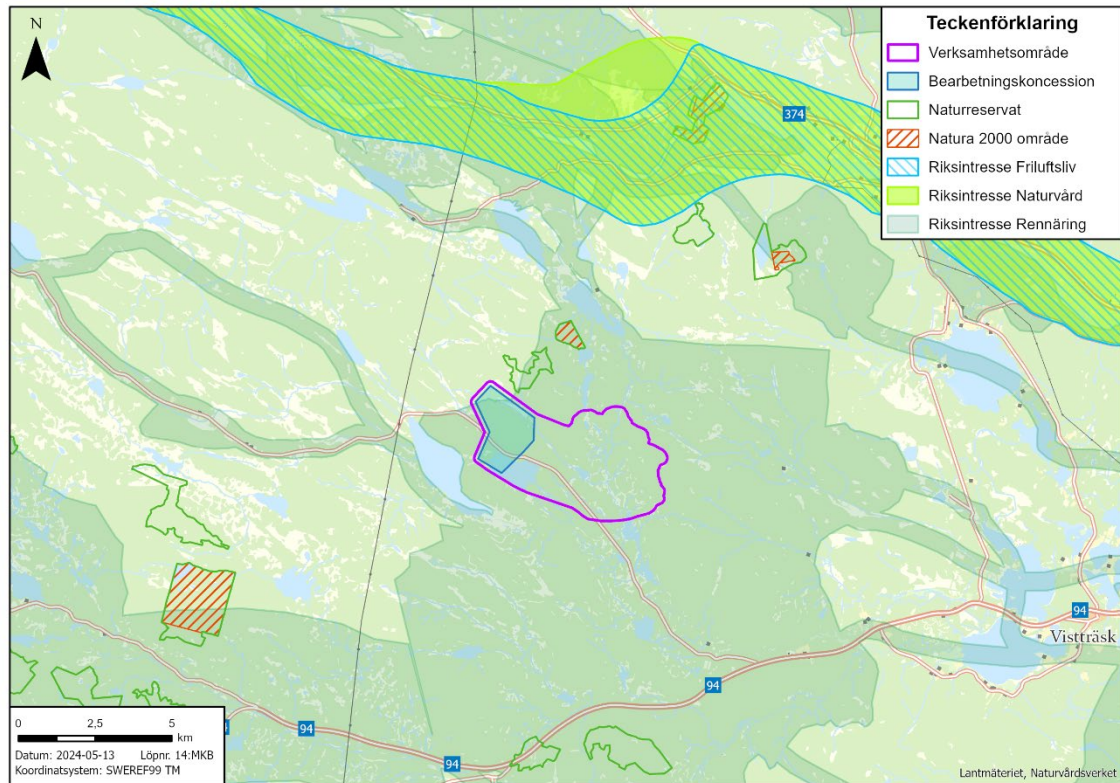 N
Teckenförklaring
Verksamhetsområde
Bearbetningskoncession
Naturreservat
Natura 2000 område
Riksintresse Friluftsliv
Riksintresse Naturvård
Riksintresse Rennäring
374
94
Vistträsk
94
94
94
0 2,5 5
km
Datum: 2024-05-13 Löpnr. 14:MKB
Koordinatsystem: SWEREF99 TM
Lantmäteriet, Naturvårdsverket